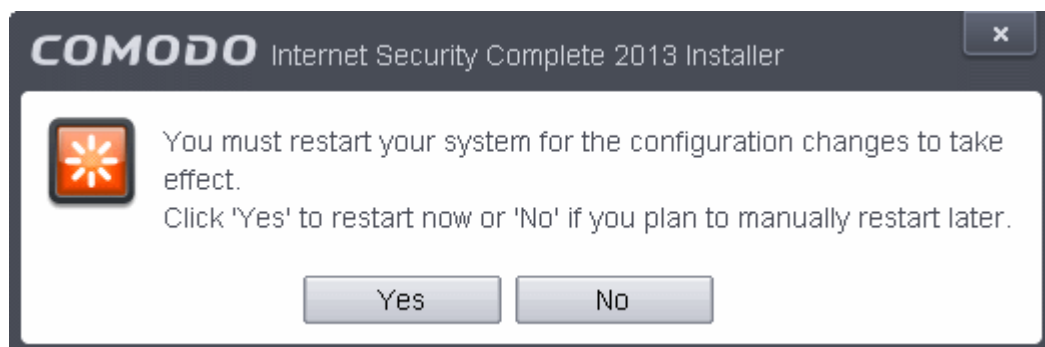 COMODO Internet Security Complete 2013 Installer
You must restart your system for the configuration changes to take
effect.
Click 'Yes' to restart now or 'No' if you plan to manually restart later.
Yes No